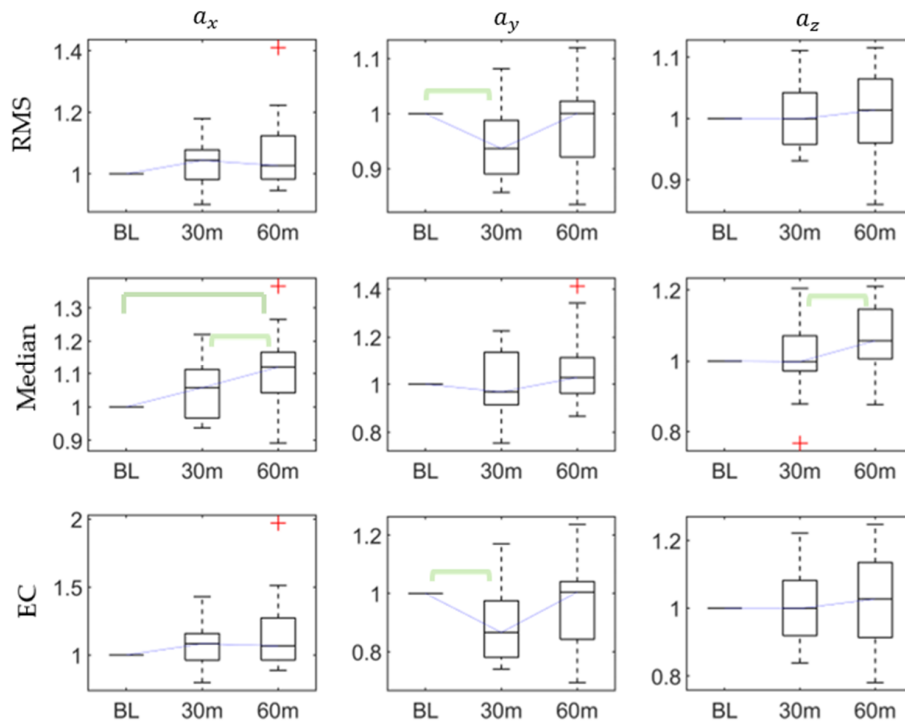 a_x a_y a_z
RMS
1.4
1.2
1
BL 30m 60m
1.1
1
0.9
BL 30m 60m
1.1
1
0.9
BL 30m 60m
Median
1.3
1.2
1.1
1
0.9
BL 30m 60m
1.4
1.2
1
0.8
BL 30m 60m
1.2
1
0.8
BL 30m 60m
EC
2
1.5
1
BL 30m 60m
1.2
1
0.8
BL 30m 60m
1.2
1
0.8
BL 30m 60m